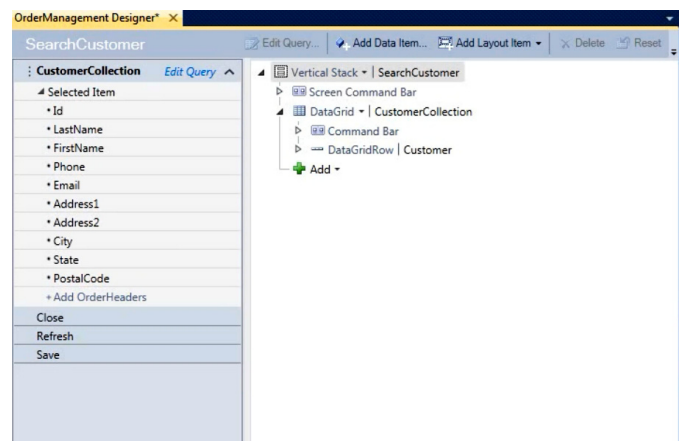 OrderManagement Designer*
SearchCustomer
Edit Query... Add Data Item... Add Layout Item Delete Reset
CustomerCollection Edit Query
Selected Item
Id
LastName
FirstName
Phone
Email
Address1
Address2
City
State
PostalCode
+ Add OrderHeaders
Close
Refresh
Save
Vertical Stack | SearchCustomer
Screen Command Bar
DataGrid | CustomerCollection
Command Bar
DataGridRow | Customer
Add